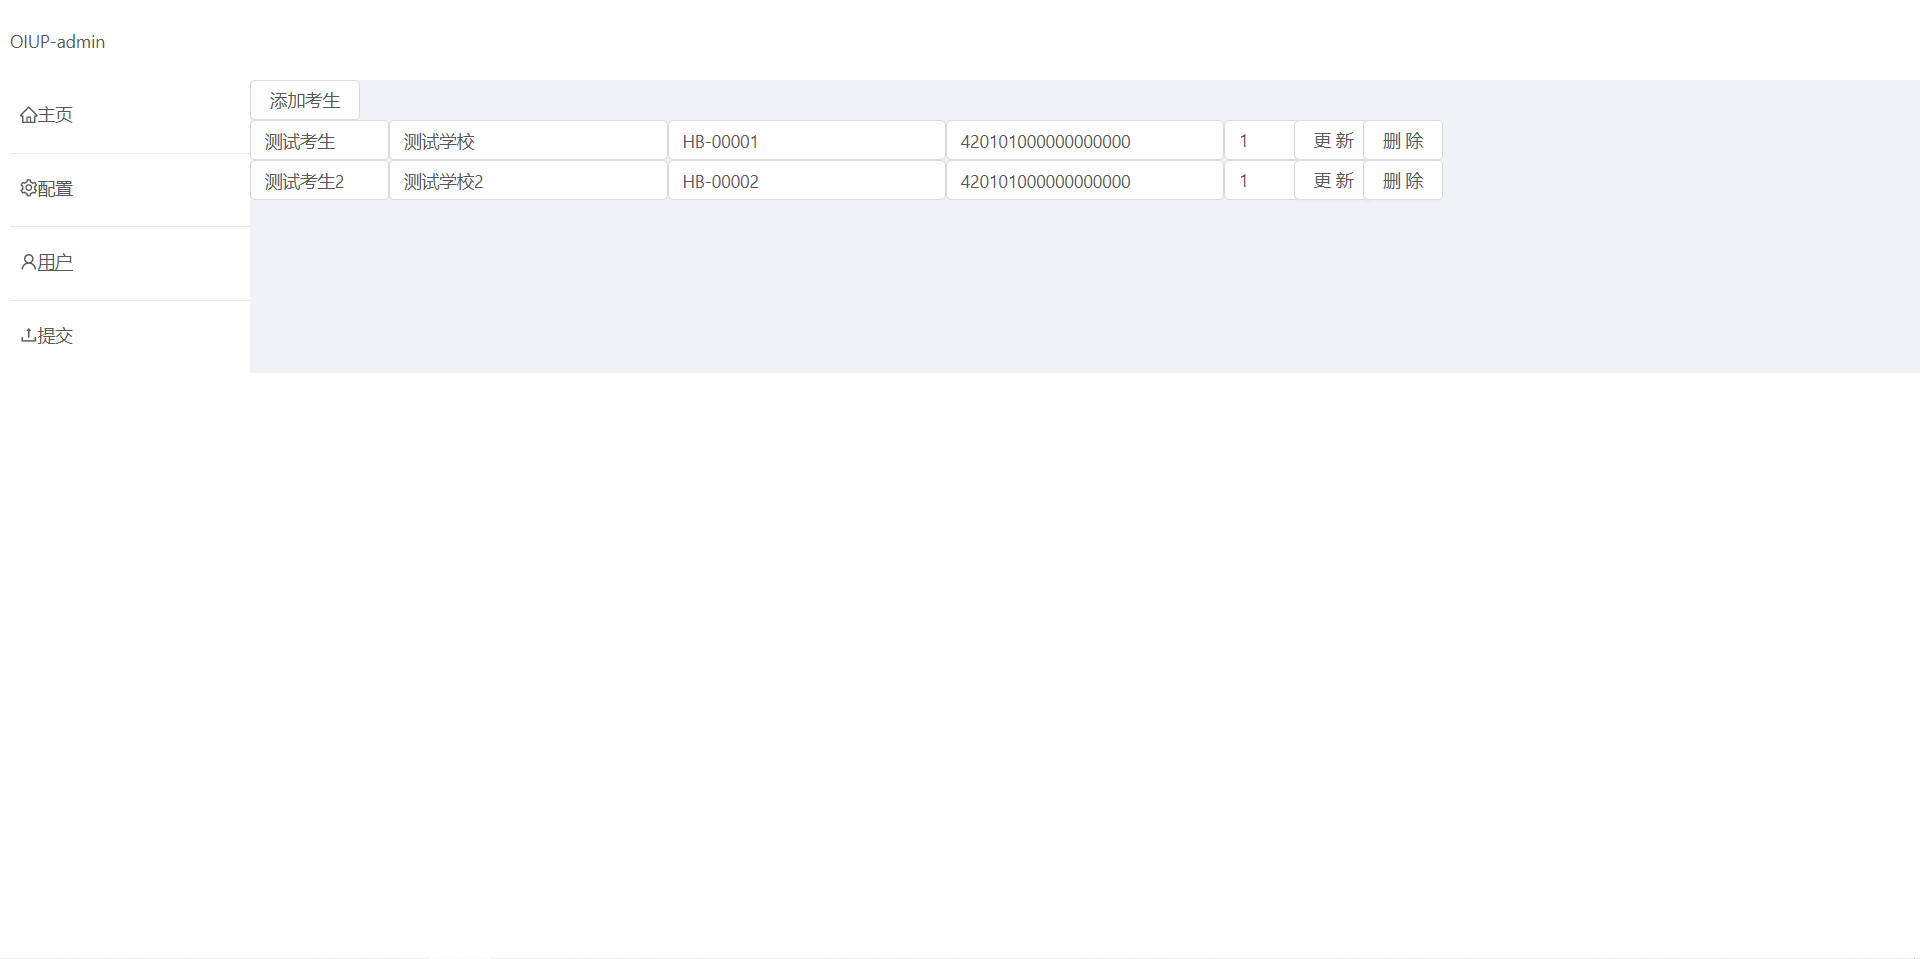 OIUP-admin
主页
配置
用户
提交
添加考生
测试考生 测试学校 HB-00001 420101000000000000 1 更 新 删 除
测试考生2 测试学校2 HB-00002 420101000000000000 1 更 新 删 除